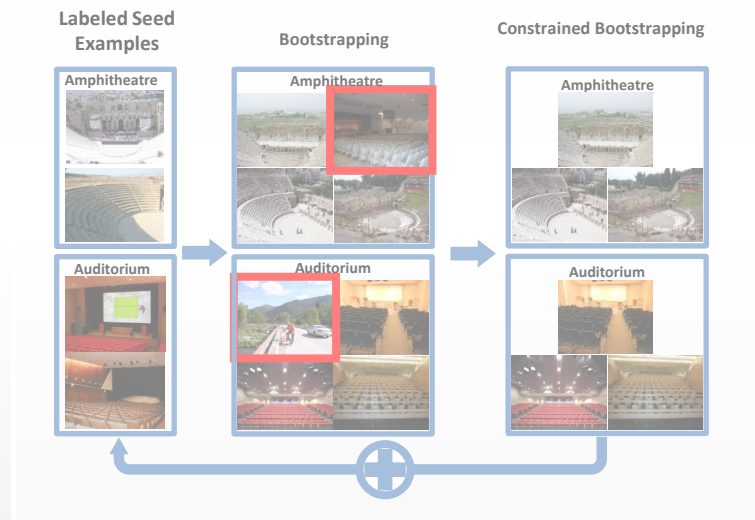 Labeled Seed
Examples
Bootstrapping
Constrained Bootstrapping
Amphitheatre
Amphitheatre
Amphitheatre
Auditorium
Auditorium
Auditorium